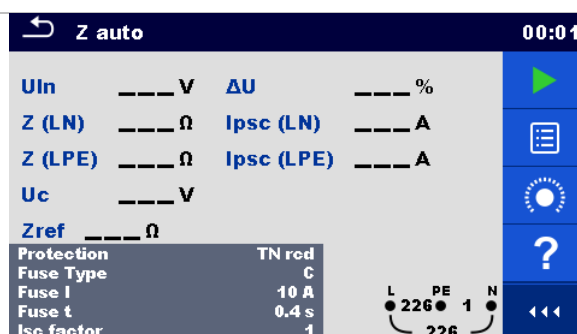 Z auto 00:01
Uln ___V ΔU ___%
Z (LN) ___Ω Ipsc (LN) ___A
Z (LPE) ___Ω Ipsc (LPE) ___A
Uc ___V
Zref ___Ω
Protection TN rcd
Fuse Type C
Fuse I 10 A
Fuse t 0.4 s
Isc factor 1
L PE N
226 1
226
?